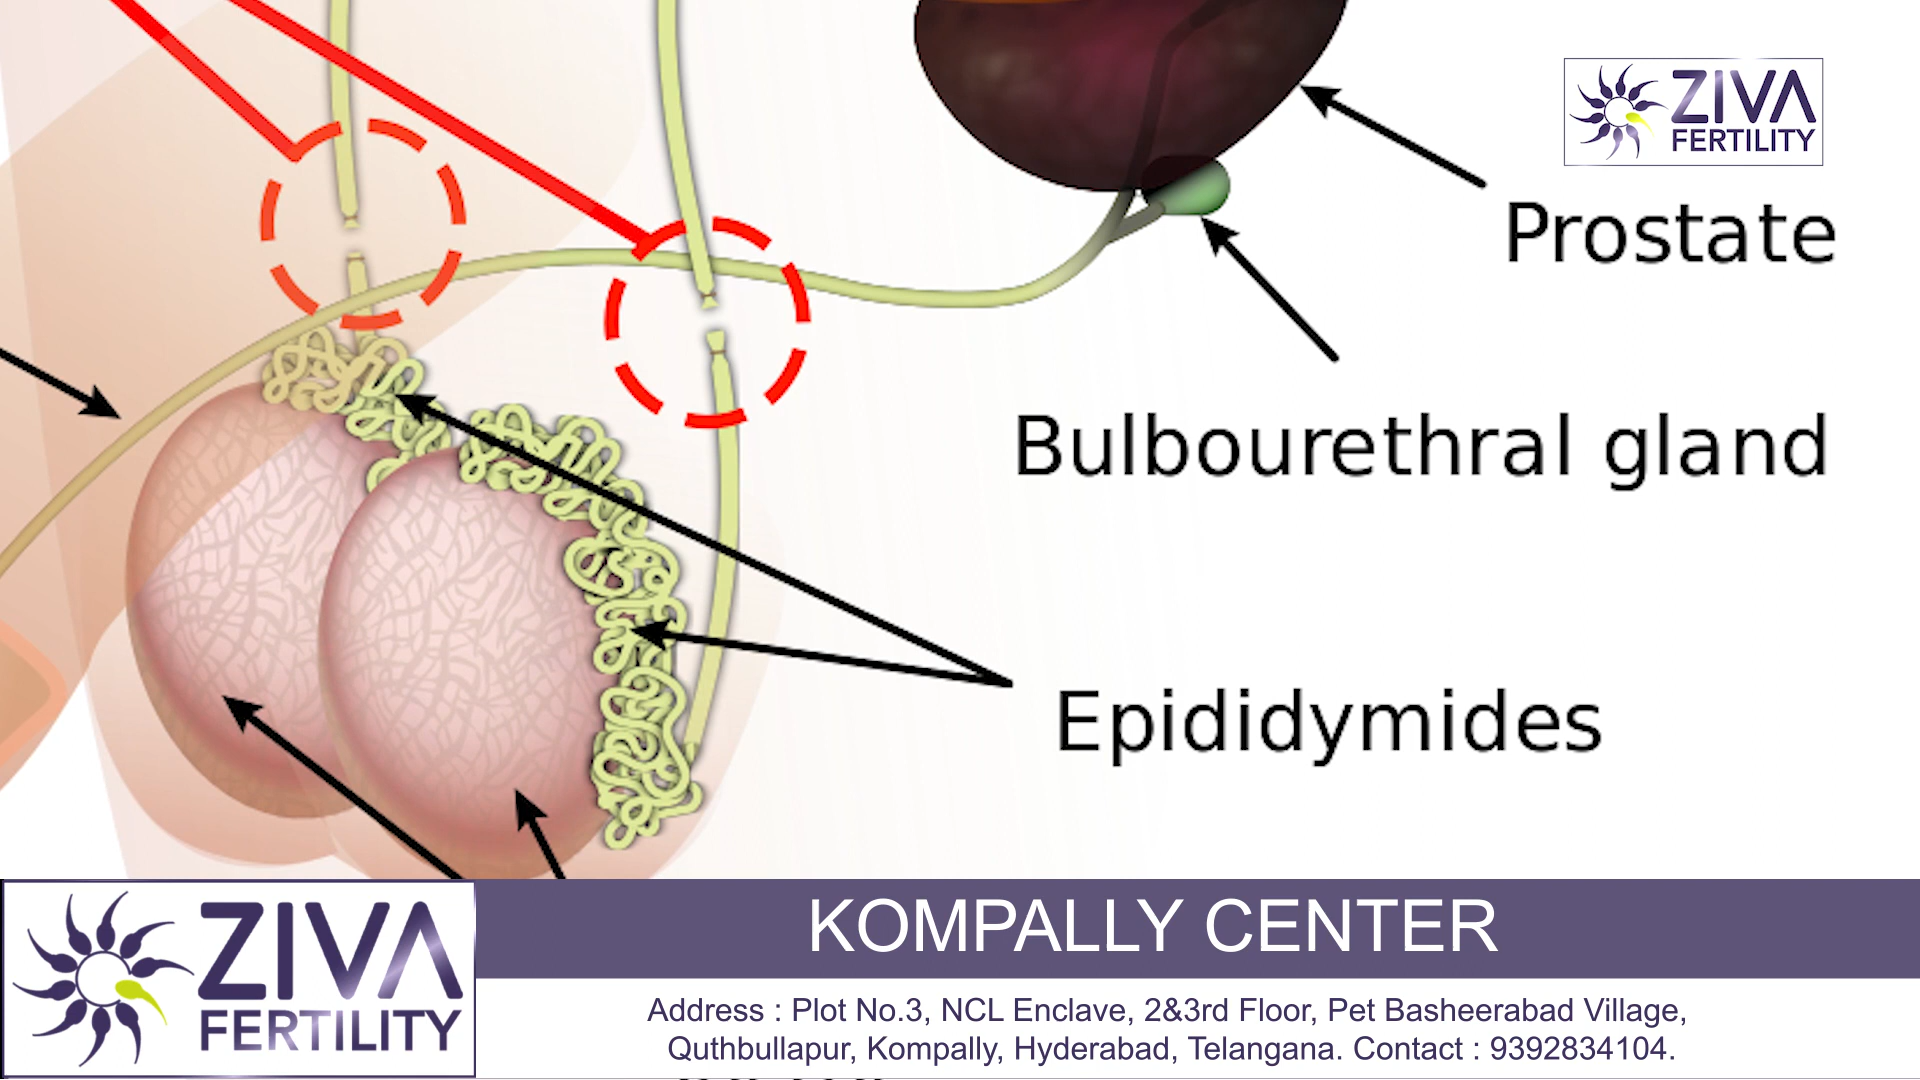 ZIVA
FERTILITY
Prostate
Bulbourethral gland
Epididymides
ZIVA
FERTILITY
KOMPALLY CENTER
Address : Plot No.3, NCL Enclave, 2&3rd Floor, Pet Basheerabad Village,
Quthbullapur, Kompally, Hyderabad, Telangana. Contact : 9392834104.